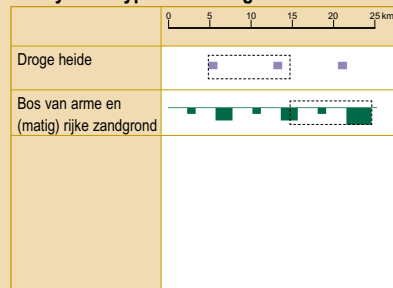 0 5 10 15 20 25 km
Droge heide
Bos van arme en
(matig) rijke zandgrond